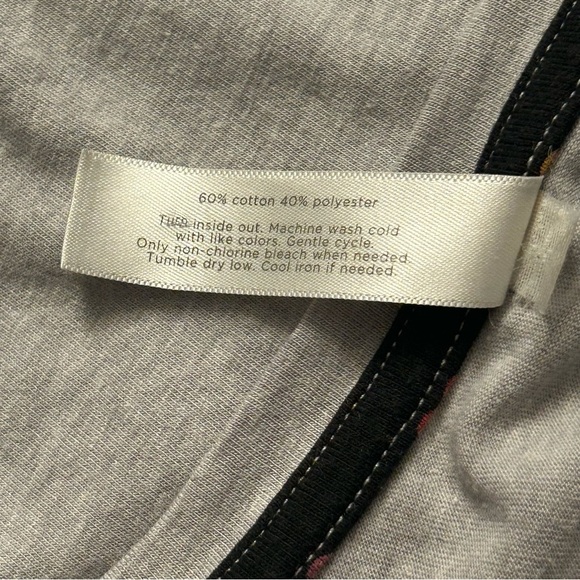 60% cotton 40% polyester
Turn inside out. Machine wash cold
with like colors. Gentle cycle.
Only non-chlorine bleach when needed.
Tumble dry low. Cool iron if needed.